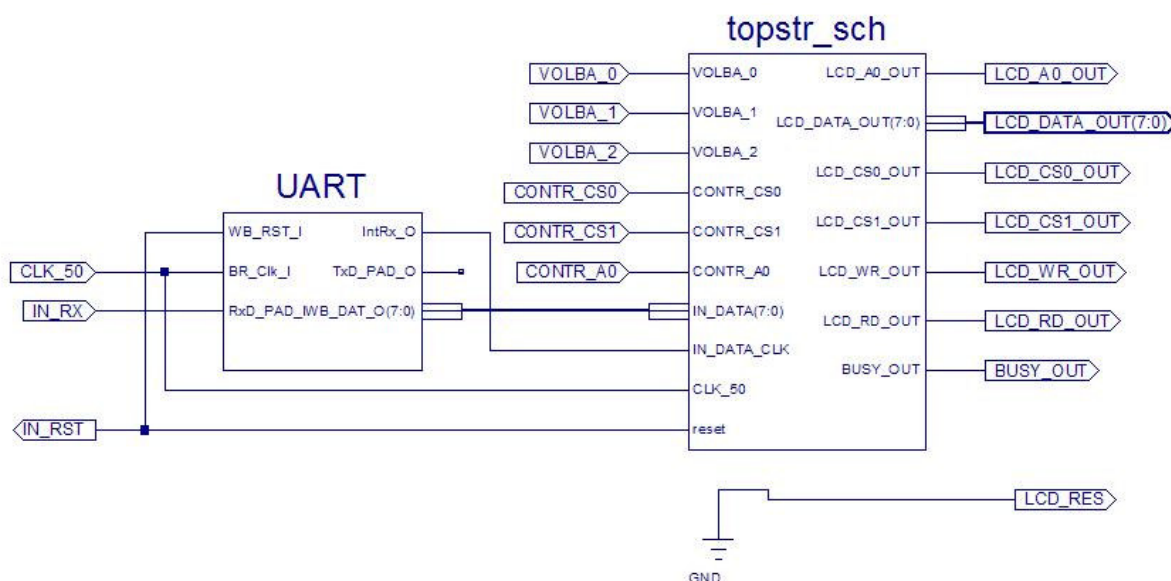 topstr_sch
VOLBA_0
VOLBA_0
LCD_A0_OUT
LCD_A0_OUT
VOLBA_1
VOLBA_1
LCD_DATA_OUT(7:0)
LCD_DATA_OUT(7:0)
VOLBA_2
VOLBA_2
LCD_CS0_OUT
LCD_CS0_OUT
UART
CONTR_CS0
CONTR_CS0
LCD_CS1_OUT
LCD_CS1_OUT
WB_RST_I
IntRx_O
CONTR_CS1
CONTR_CS1
CLK_50
BR_Clk_I
TxD_PAD_O
CONTR_A0
CONTR_A0
LCD_WR_OUT
LCD_WR_OUT
IN_RX
RxD_PAD_I
WB_DAT_O(7:0)
IN_DATA(7:0)
LCD_RD_OUT
LCD_RD_OUT
IN_DATA_CLK
BUSY_OUT
BUSY_OUT
CLK_50
IN_RST
reset
LCD_RES
GND